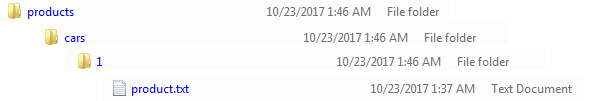 products 10/23/2017 1:46 AM File folder
cars 10/23/2017 1:46 AM File folder
1 10/23/2017 1:46 AM File folder
product.txt 10/23/2017 1:37 AM Text Document